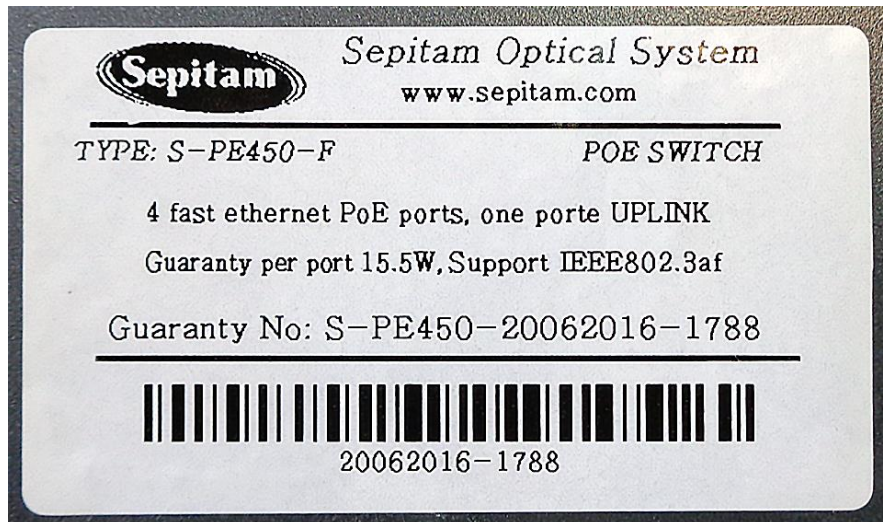 Sepitam
Sepitam Optical System
www.sepitam.com
TYPE: S-PE450-F POE SWITCH
4 fast ethernet PoE ports, one porte UPLINK
Guaranty per port 15.5W, Support IEEE802.3af
Guaranty No: S-PE450-20062016-1788
20062016-1788